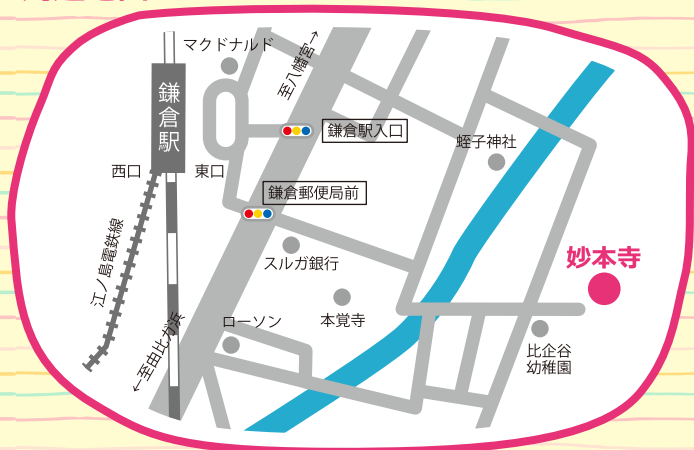 マクドナルド
至八幡宮→
鎌倉駅
鎌倉駅入口
蛭子神社
西口
東口
鎌倉郵便局前
江ノ島電鉄線
スルガ銀行
妙本寺
本覚寺
ローソン
←至由比ガ浜
比企谷
幼稚園